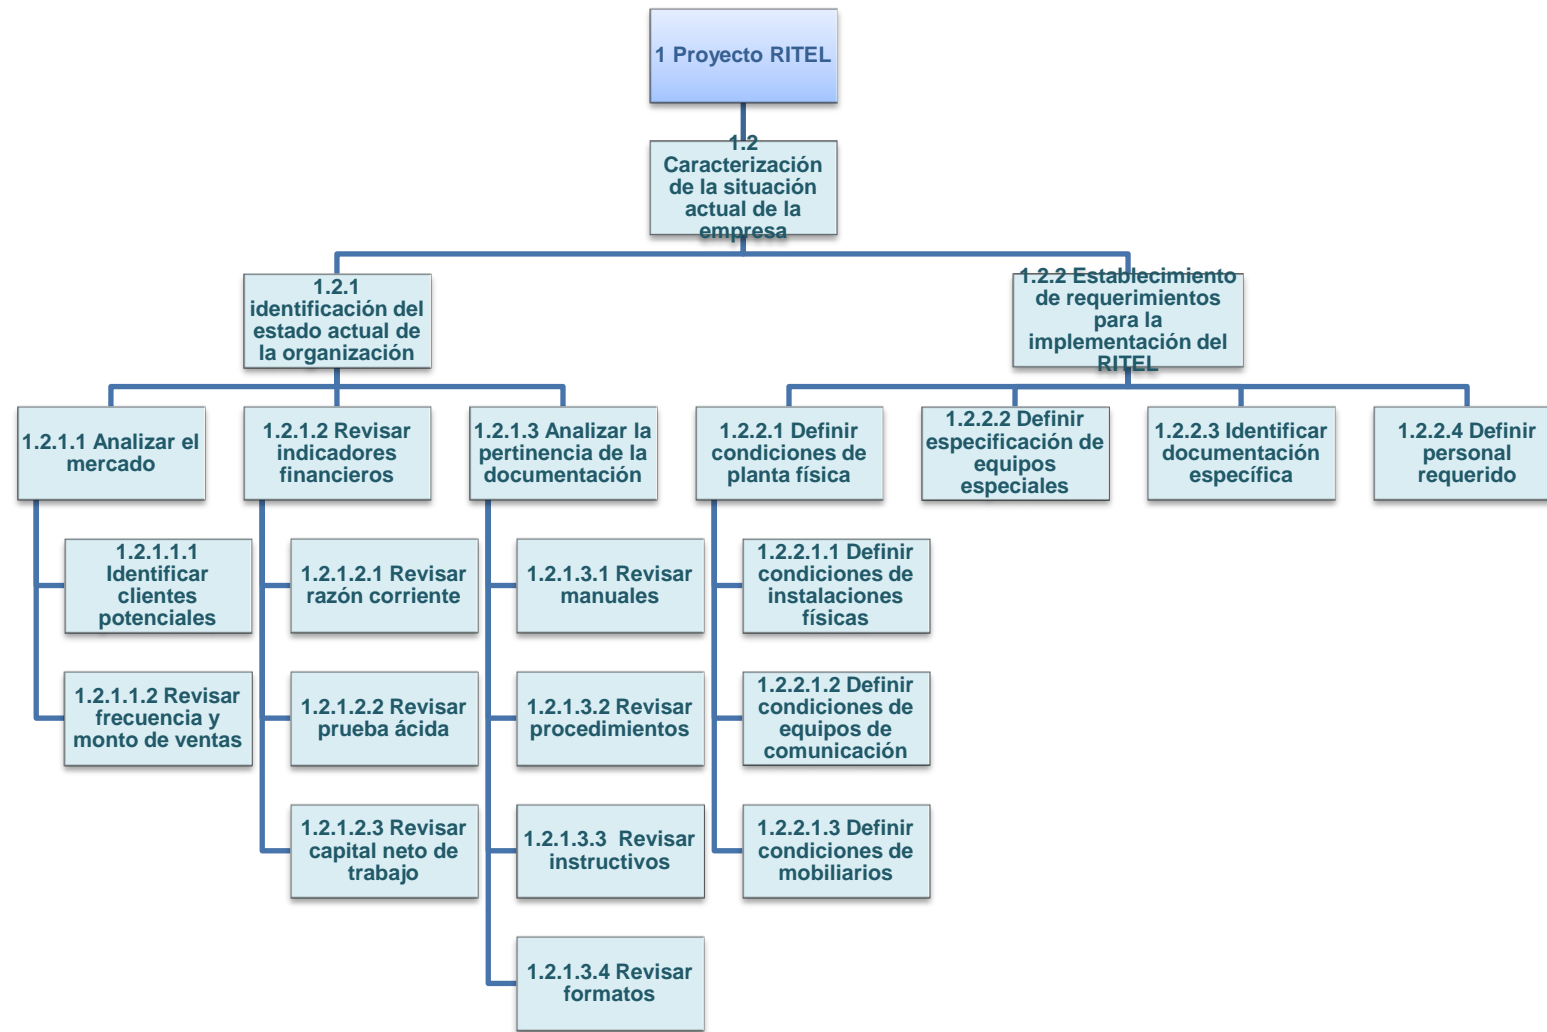 1 Proyecto RITEL
1.2
Caracterización
de la situación
actual de la
empresa
1.2.1
identificación del
estado actual de
la organización
1.2.2 Establecimiento
de requerimientos
para la
implementación del
RITEL
1.2.1.1 Analizar el
mercado
1.2.1.2 Revisar
indicadores
financieros
1.2.1.3 Analizar la
pertinencia de la
documentación
1.2.2.1 Definir
condiciones de
planta física
1.2.2.2 Definir
especificación de
equipos
especiales
1.2.2.3 Identificar
documentación
específica
1.2.2.4 Definir
personal
requerido
1.2.1.1.1
Identificar
clientes
potenciales
1.2.1.2.1 Revisar
razón corriente
1.2.1.3.1 Revisar
manuales
1.2.2.1.1 Definir
condiciones de
instalaciones
físicas
1.2.1.1.2 Revisar
frecuencia y
monto de ventas
1.2.1.2.2 Revisar
prueba ácida
1.2.1.3.2 Revisar
procedimientos
1.2.2.1.2 Definir
condiciones de
equipos de
comunicación
1.2.1.2.3 Revisar
capital neto de
trabajo
1.2.1.3.3  Revisar
instructivos
1.2.2.1.3 Definir
condiciones de
mobiliarios
1.2.1.3.4 Revisar
formatos